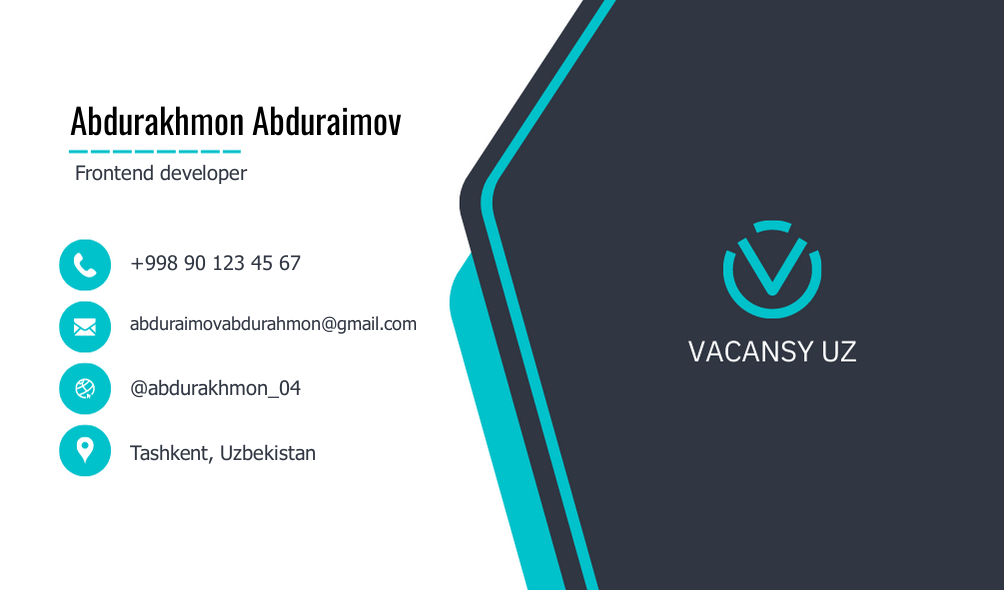 Abdurakhmon Abduraimov
Frontend developer
+998 90 123 45 67
abduraimovabdurahmon@gmail.com
@abdurakhmon_04
Tashkent, Uzbekistan
VACANSY UZ